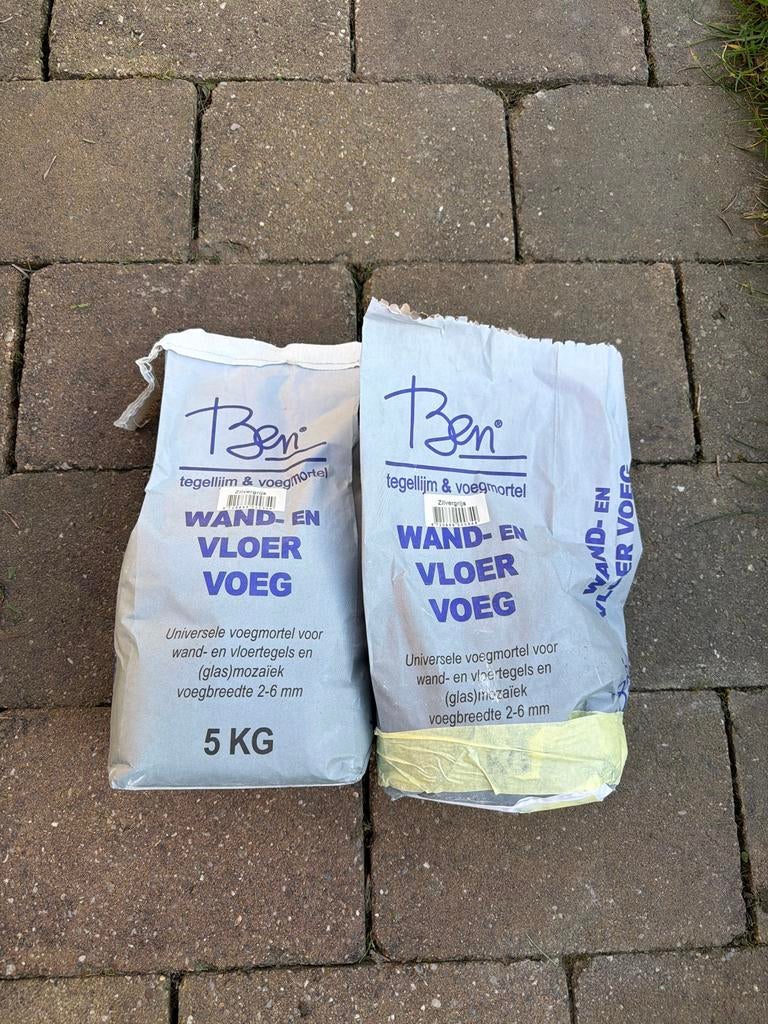 Ben®
tegellijm & voegmortel
Zilvergrijs
WAND- EN
VLOER
VOEG
Universele voegmortel voor
wand- en vloertegels en
(glas)mozaïek
voegbreedte 2-6 mm
5 KG
Ben®
tegellijm & voegmortel
Zilvergrijs
WAND- EN
VLOER
VOEG
Universele voegmortel voor
wand- en vloertegels en
(glas)mozaïek
voegbreedte 2-6 mm
WAND- EN
VLOER VOEG